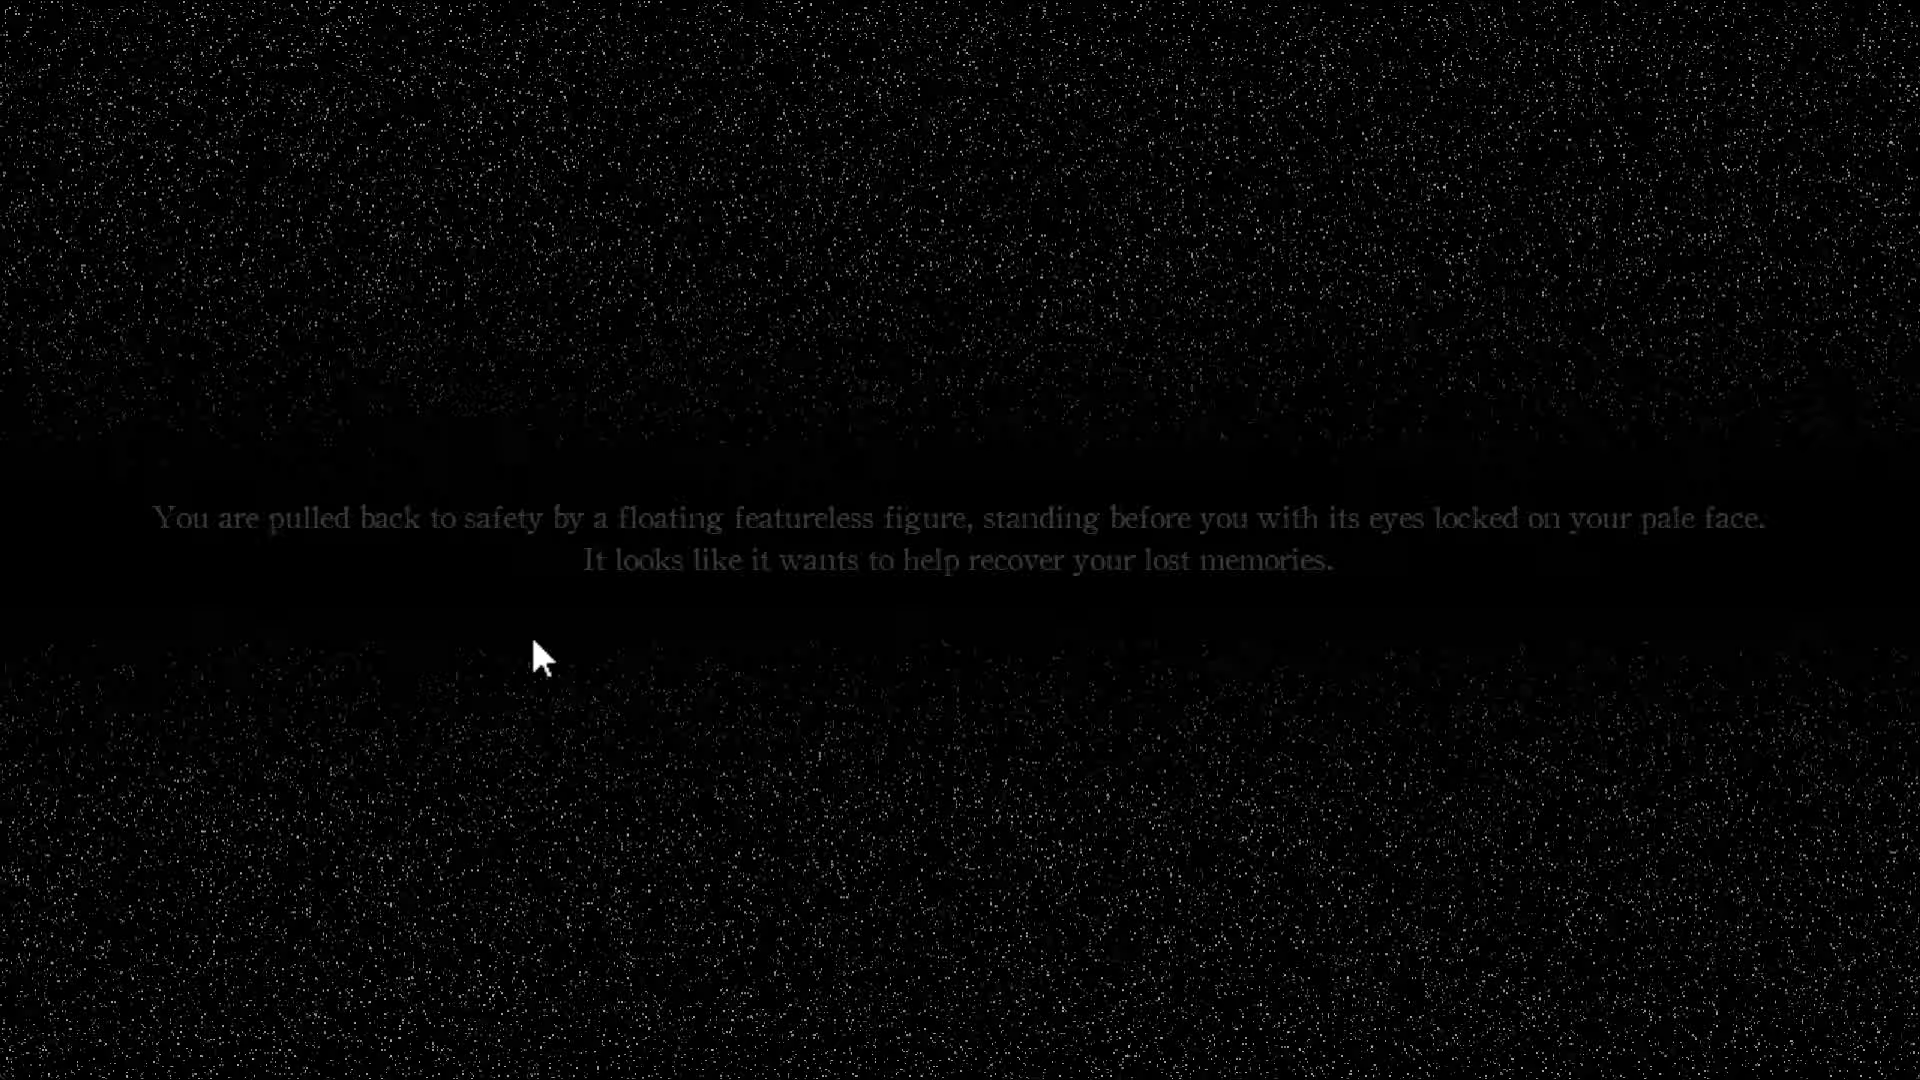 You are pulled back to safety by a floating featureless figure, standing before you with its eyes locked on your pale face.
It looks like it wants to help recover your lost memories.